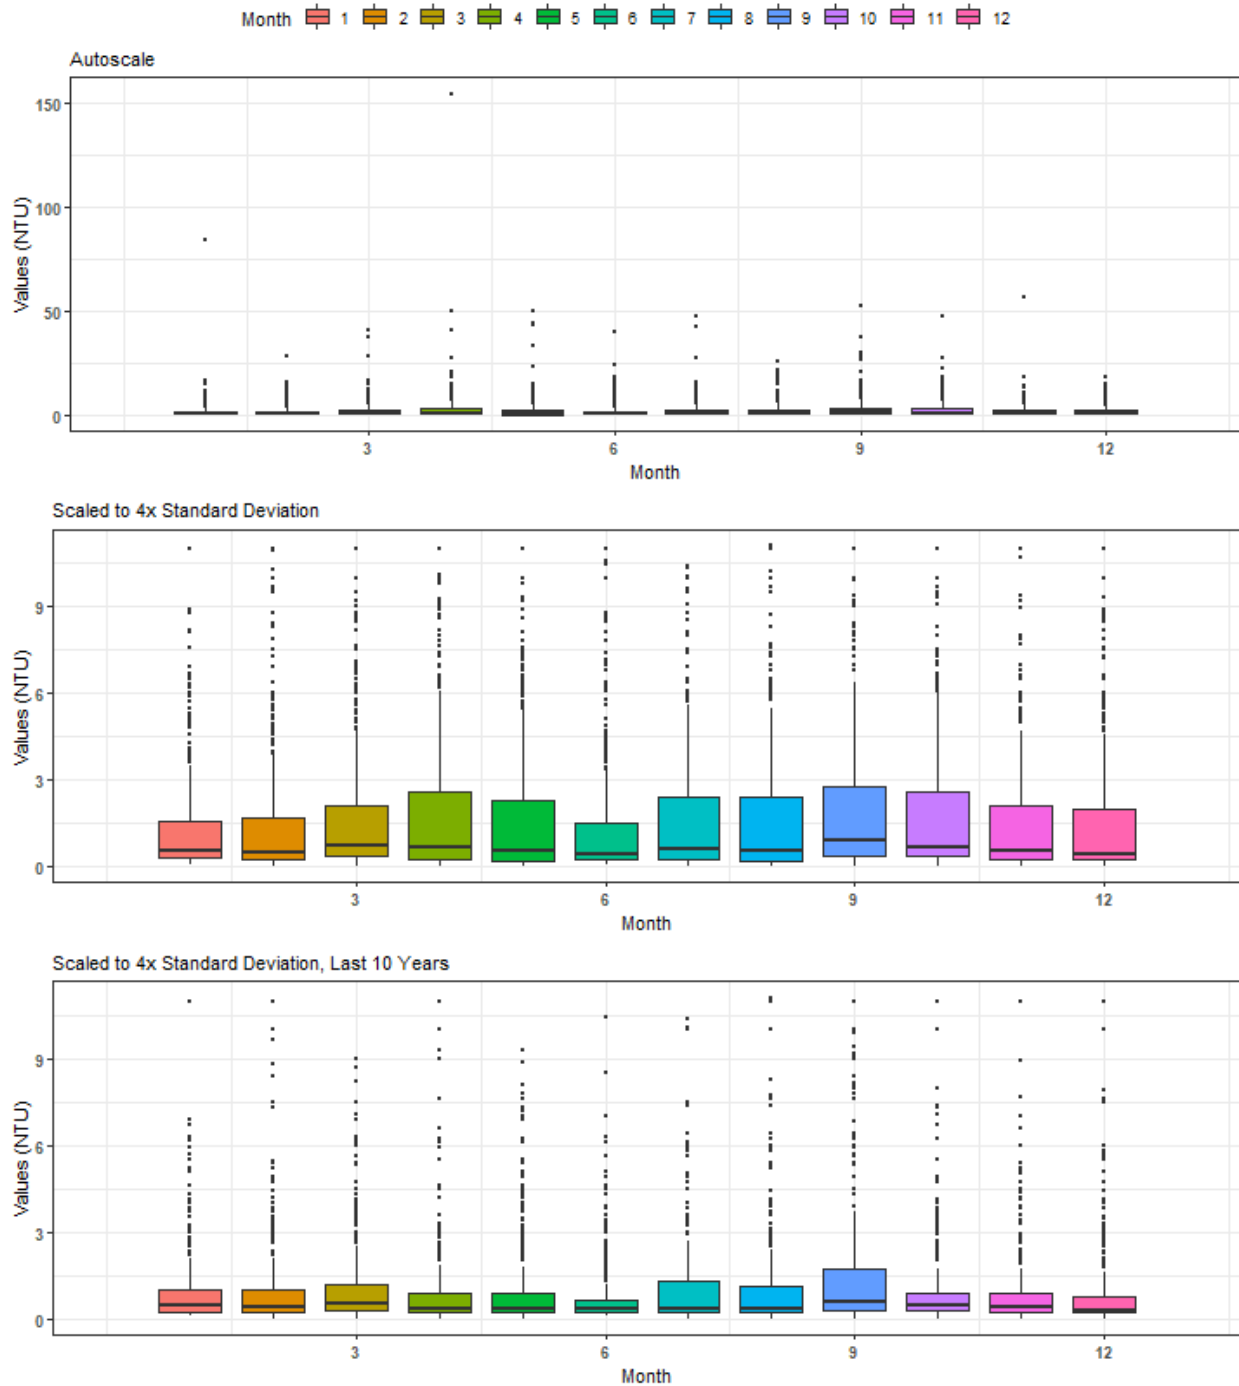 Month 1 2 3 4 5 6 7 8 9 10 11 12
Autoscale
Values (NTU)
150
100
50
0
3 6 9 12
Month
Scaled to 4x Standard Deviation
Values (NTU)
9
6
3
0
3 6 9 12
Month
Scaled to 4x Standard Deviation, Last 10 Years
Values (NTU)
9
6
3
0
3 6 9 12
Month